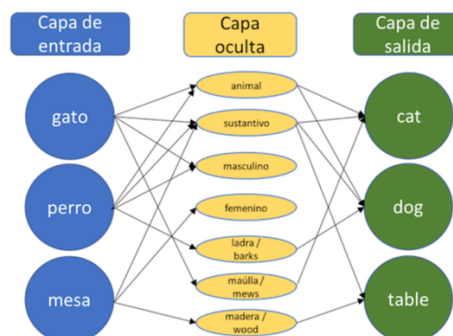 Capa de
entrada
Capa
oculta
Capa de
salida
gato
perro
mesa
animal
sustantivo
masculino
femenino
ladra /
barks
maúlla /
mews
madera /
wood
cat
dog
table